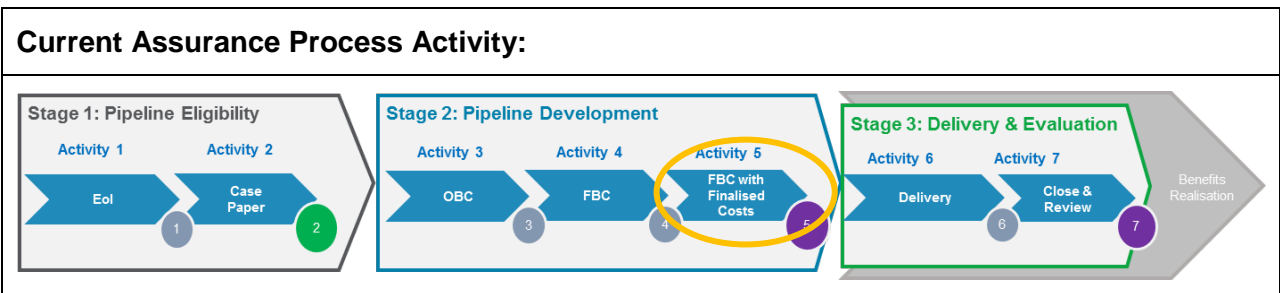 Current Assurance Process Activity:
Stage 1: Pipeline Eligibility
Activity 1
Activity 2
EoI
1
Case
Paper
2
Stage 2: Pipeline Development
Activity 3
Activity 4
Activity 5
OBC
3
FBC
4
FBC with
Finalised
Costs
5
Stage 3: Delivery & Evaluation
Activity 6
Activity 7
Delivery
6
Close &
Review
7
Benefits
Realisation